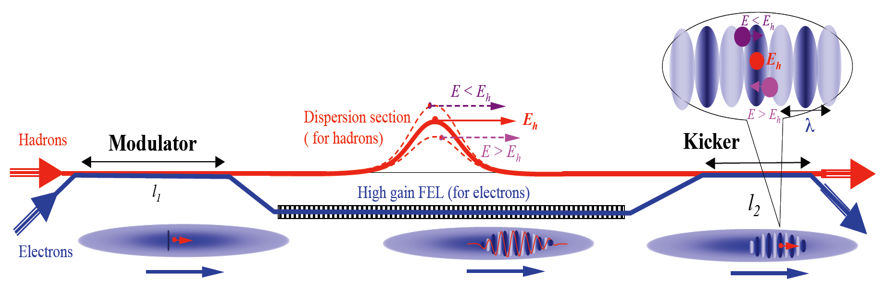 E < Eh
Eh
E > Eh
λ
E < Eh
Dispersion section
( for hadrons)
Eh
E > Eh
Hadrons
Modulator
Kicker
l1
High gain FEL (for electrons)
l2
Electrons